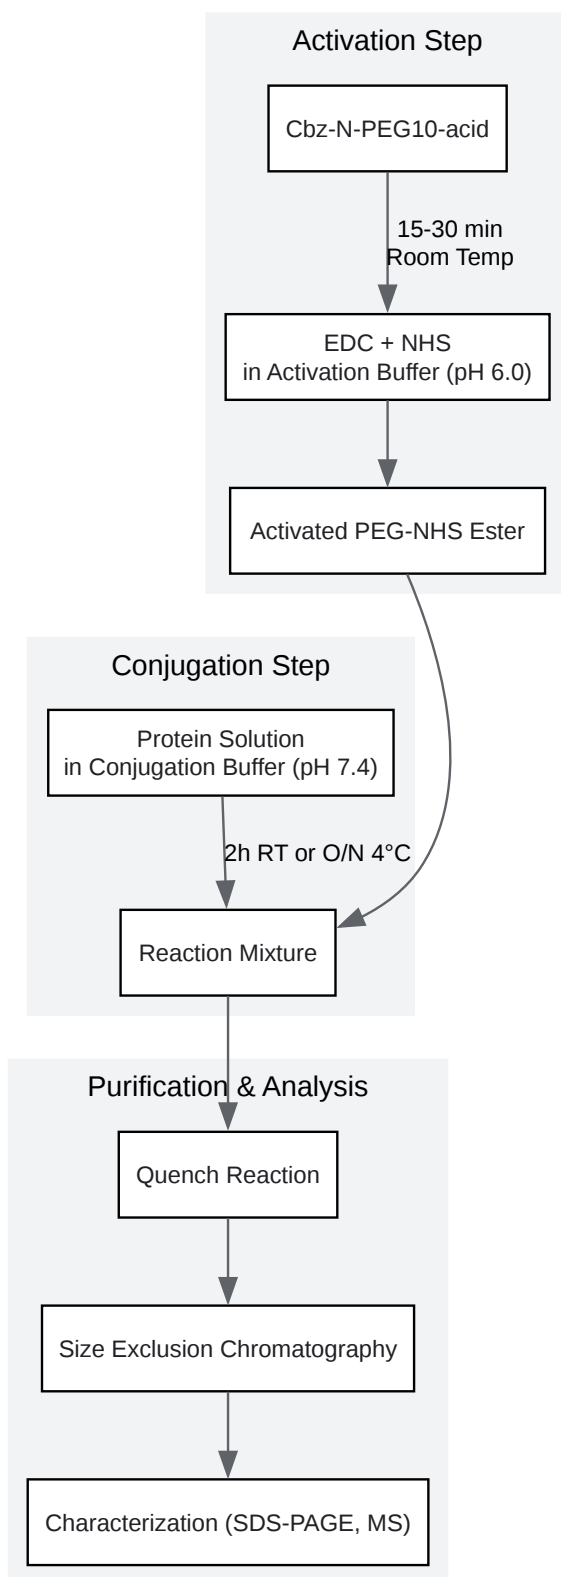 Activation Step
Cbz-N-PEG10-acid
15-30 min
Room Temp
EDC + NHS
in Activation Buffer (pH 6.0)
Activated PEG-NHS Ester
Conjugation Step
Protein Solution
in Conjugation Buffer (pH 7.4)
2h RT or O/N 4°C
Reaction Mixture
Purification & Analysis
Quench Reaction
Size Exclusion Chromatography
Characterization (SDS-PAGE, MS)